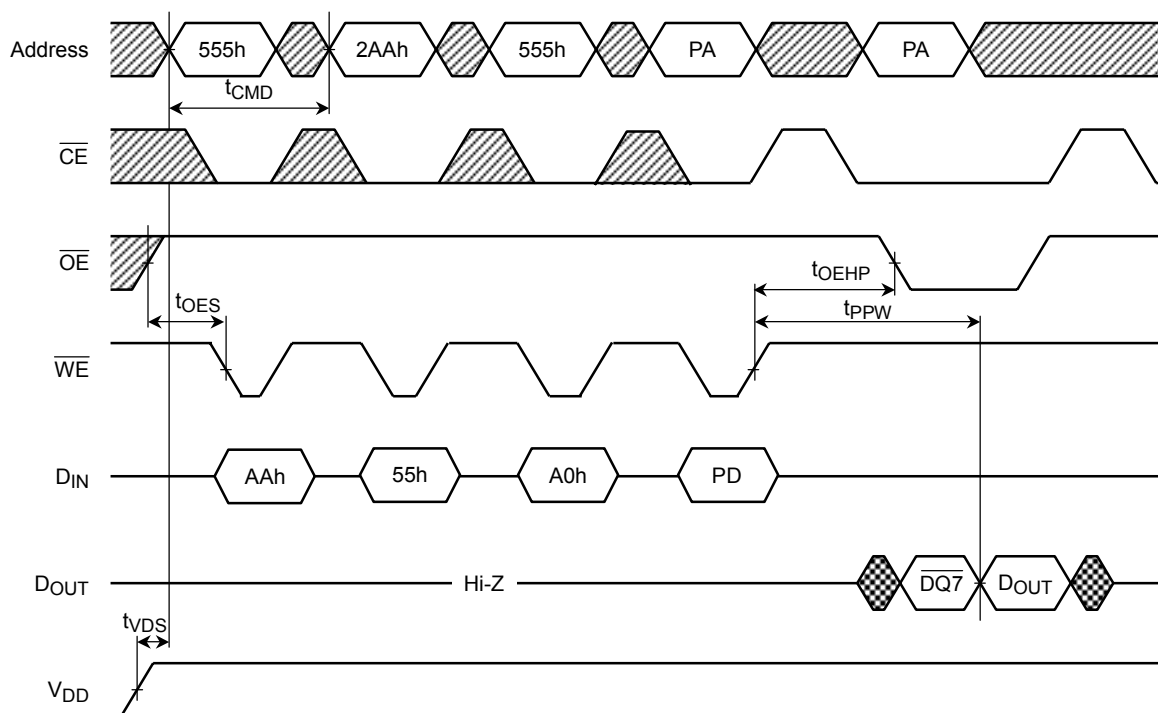 Address 555h 2AAh 555h PA PA
tCMD
CE
OE
tOEHP
tOES
tPPW
WE
DIN AAh 55h A0h PD
DOUT Hi-Z DQ7 DOUT
tVDS
VDD